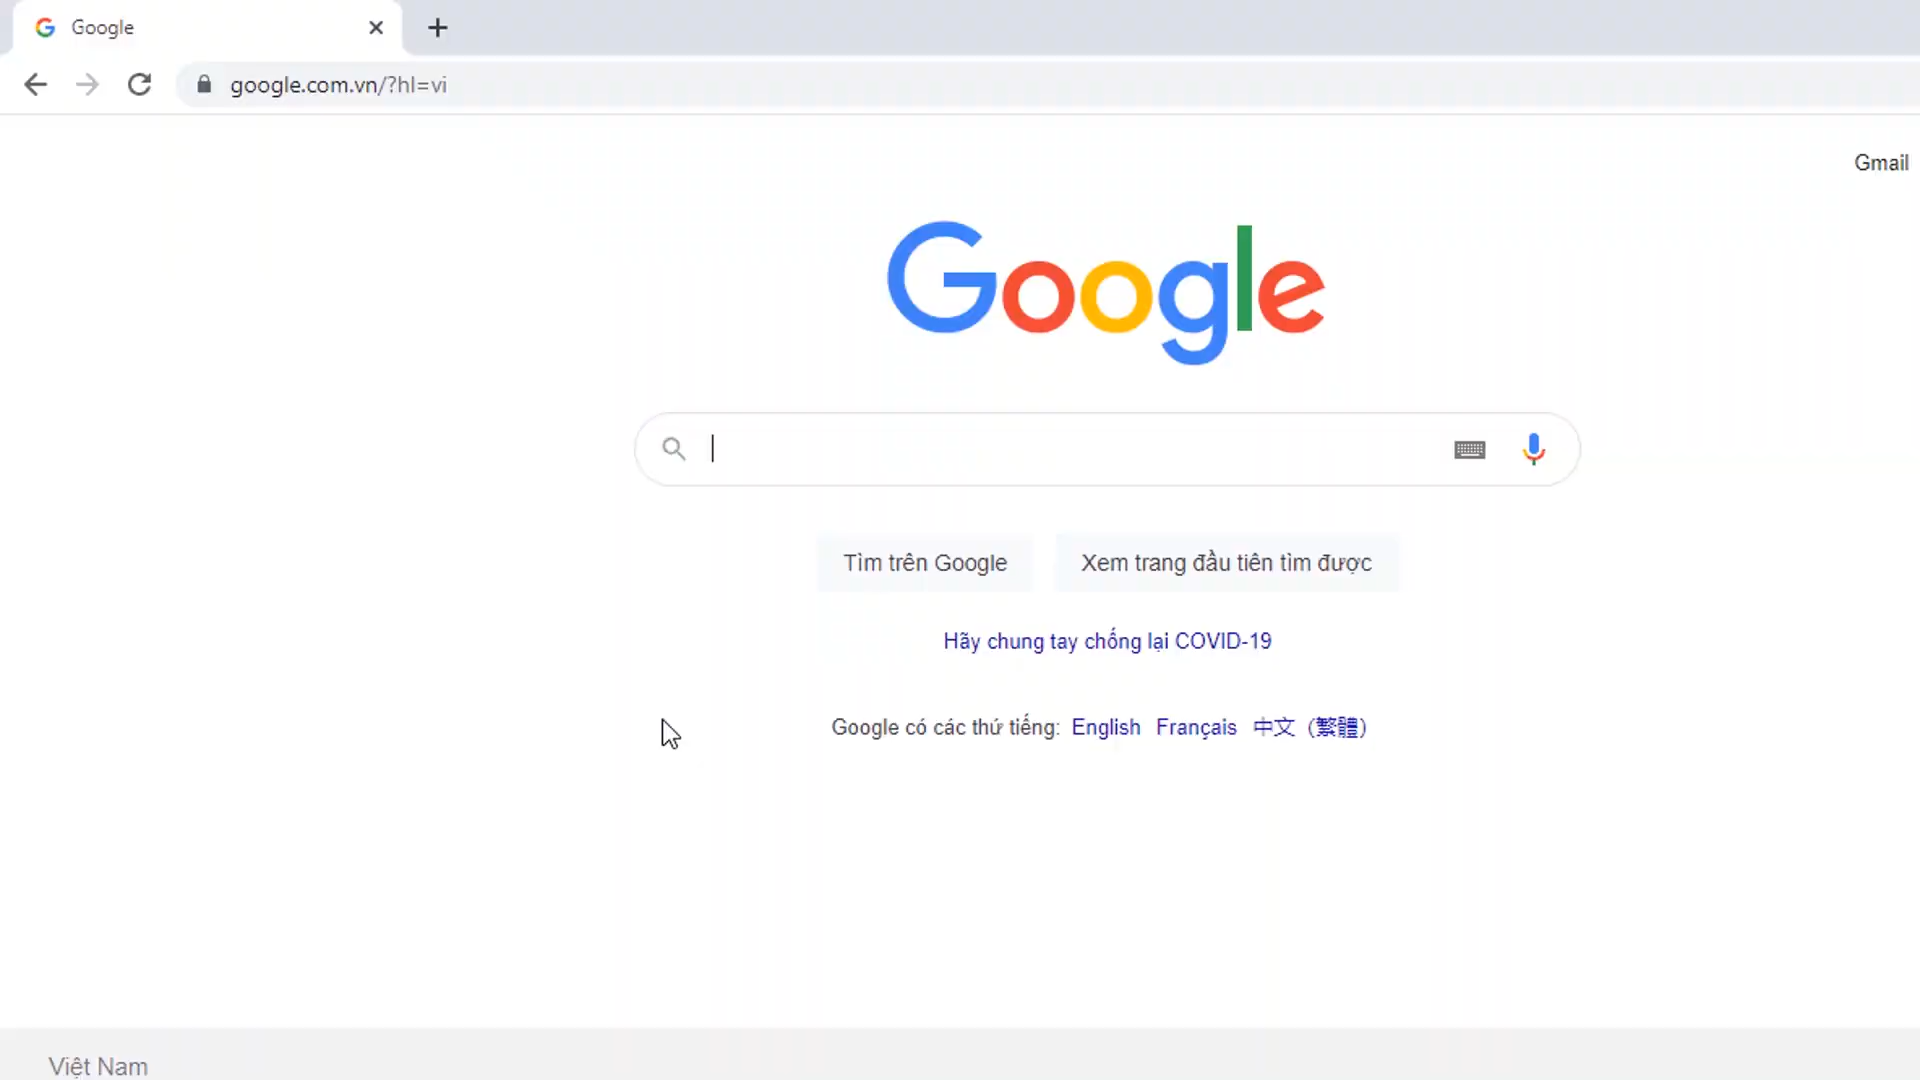 Google
google.com.vn/?hl=vi
Gmail
Google
Tìm trên Google
Xem trang đầu tiên tìm được
Hãy chung tay chống lại COVID-19
Google có các thứ tiếng: English Français 中文（繁體）
Việt Nam